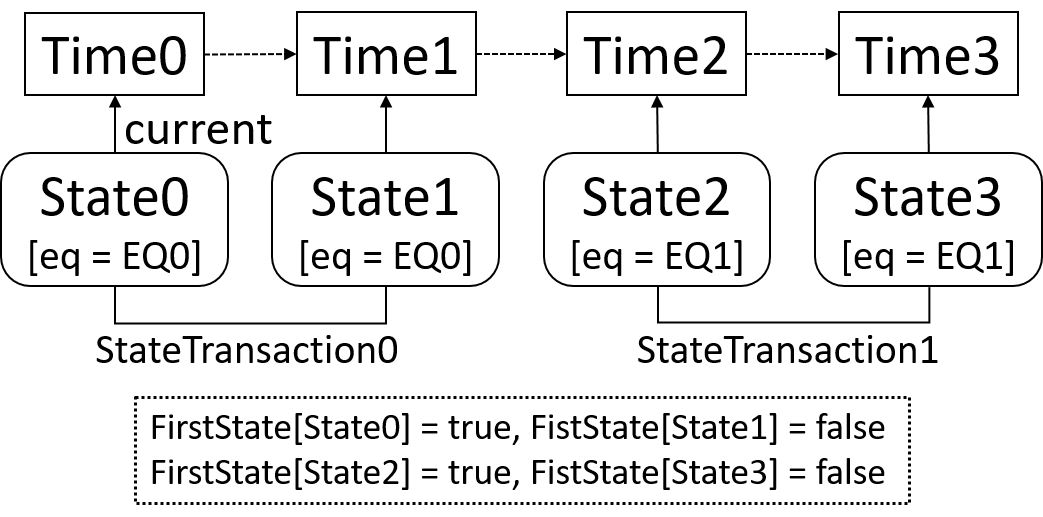 Time0 Time1 Time2 Time3
current
State0 State1 State2 State3
[eq = EQ0] [eq = EQ0] [eq = EQ1] [eq = EQ1]
StateTransaction0 StateTransaction1
FirstState[State0] = true, FistState[State1] = false
FirstState[State2] = true, FistState[State3] = false